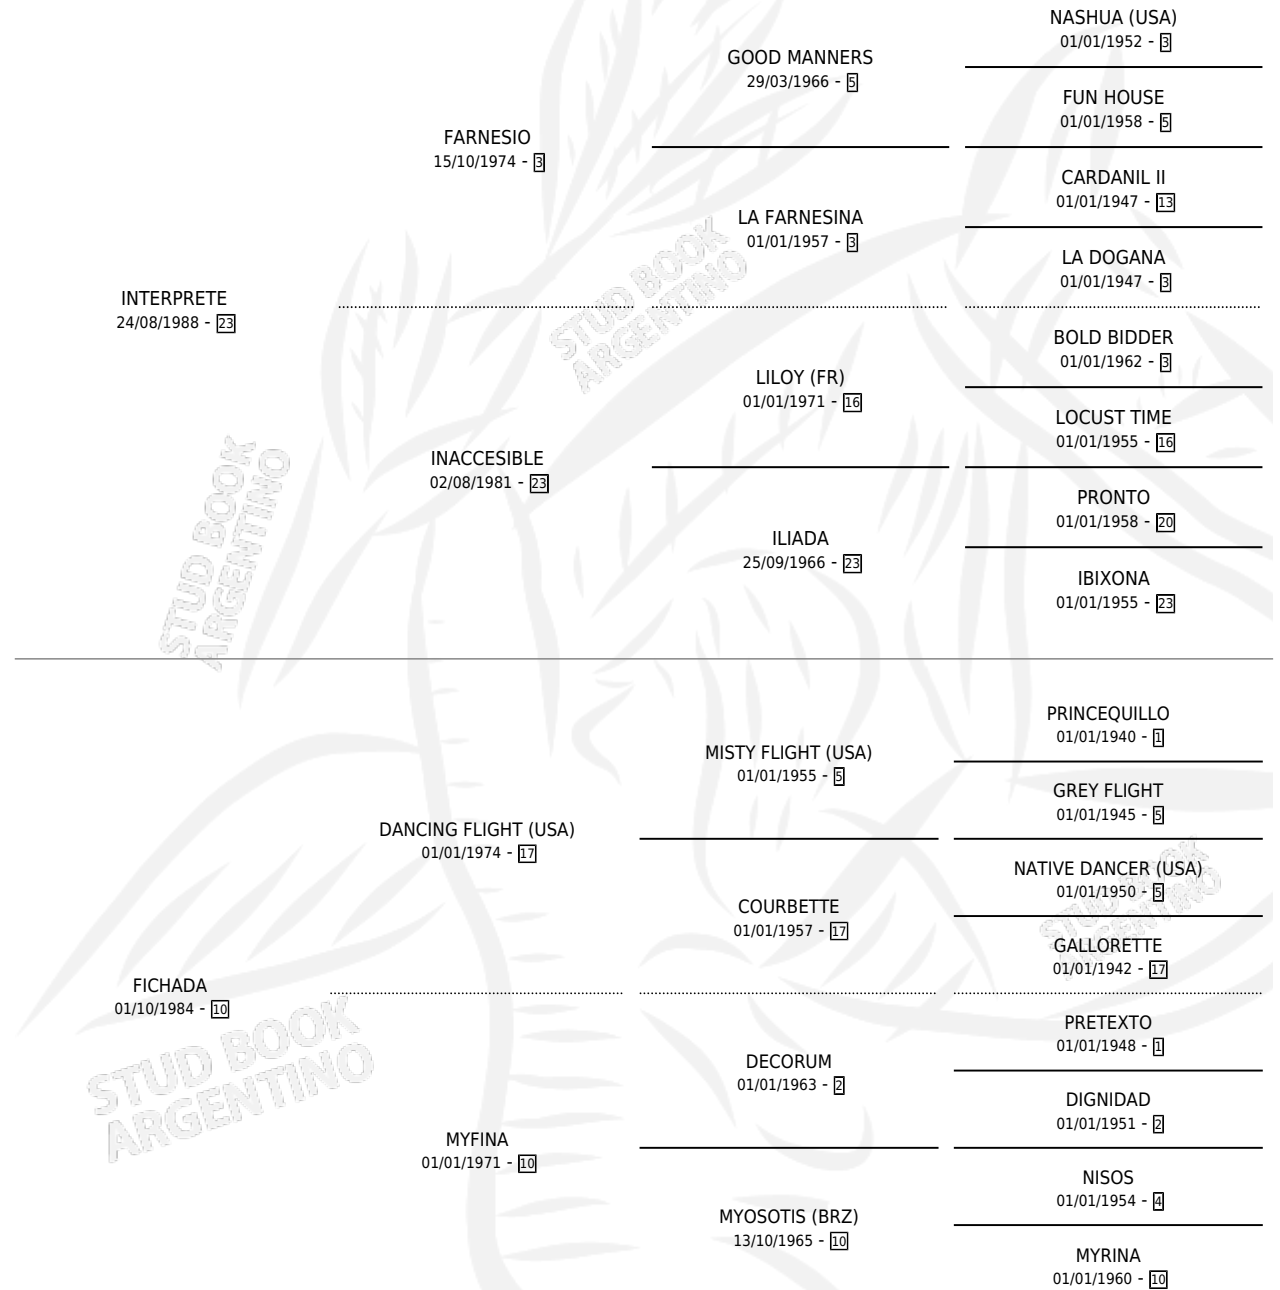 NASHUA (USA)
01/01/1952 - 3
GOOD MANNERS
29/03/1966 - 5
FUN HOUSE
01/01/1958 - 5
FARNESIO
15/10/1974 - 3
CARDANIL II
01/01/1947 - 13
LA FARNESINA
01/01/1957 - 3
LA DOGANA
01/01/1947 - 3
INTERPRETE
24/08/1988 - 23
BOLD BIDDER
01/01/1962 - 3
LILOY (FR)
01/01/1971 - 16
LOCUST TIME
01/01/1955 - 16
INACCESIBLE
02/08/1981 - 23
PRONTO
01/01/1958 - 20
ILIADA
25/09/1966 - 23
IBIXONA
01/01/1955 - 23
STUD BOOK
ARGENTINO
STUD BOOK
ARGENTINO
PRINCEQUILLO
01/01/1940 - 1
MISTY FLIGHT (USA)
01/01/1955 - 5
GREY FLIGHT
01/01/1945 - 5
DANCING FLIGHT (USA)
01/01/1974 - 17
NATIVE DANCER (USA)
01/01/1950 - 5
COURBETTE
01/01/1957 - 17
GALLORETTE
01/01/1942 - 17
FICHADA
01/10/1984 - 10
PRETEXTO
01/01/1948 - 1
DECORUM
01/01/1963 - 2
DIGNIDAD
01/01/1951 - 2
MYFINA
01/01/1971 - 10
NISOS
01/01/1954 - 4
MYOSOTIS (BRZ)
13/10/1965 - 10
MYRINA
01/01/1960 - 10
STUD BOOK
ARGENTINO
STUD BOOK
ARGENTINO